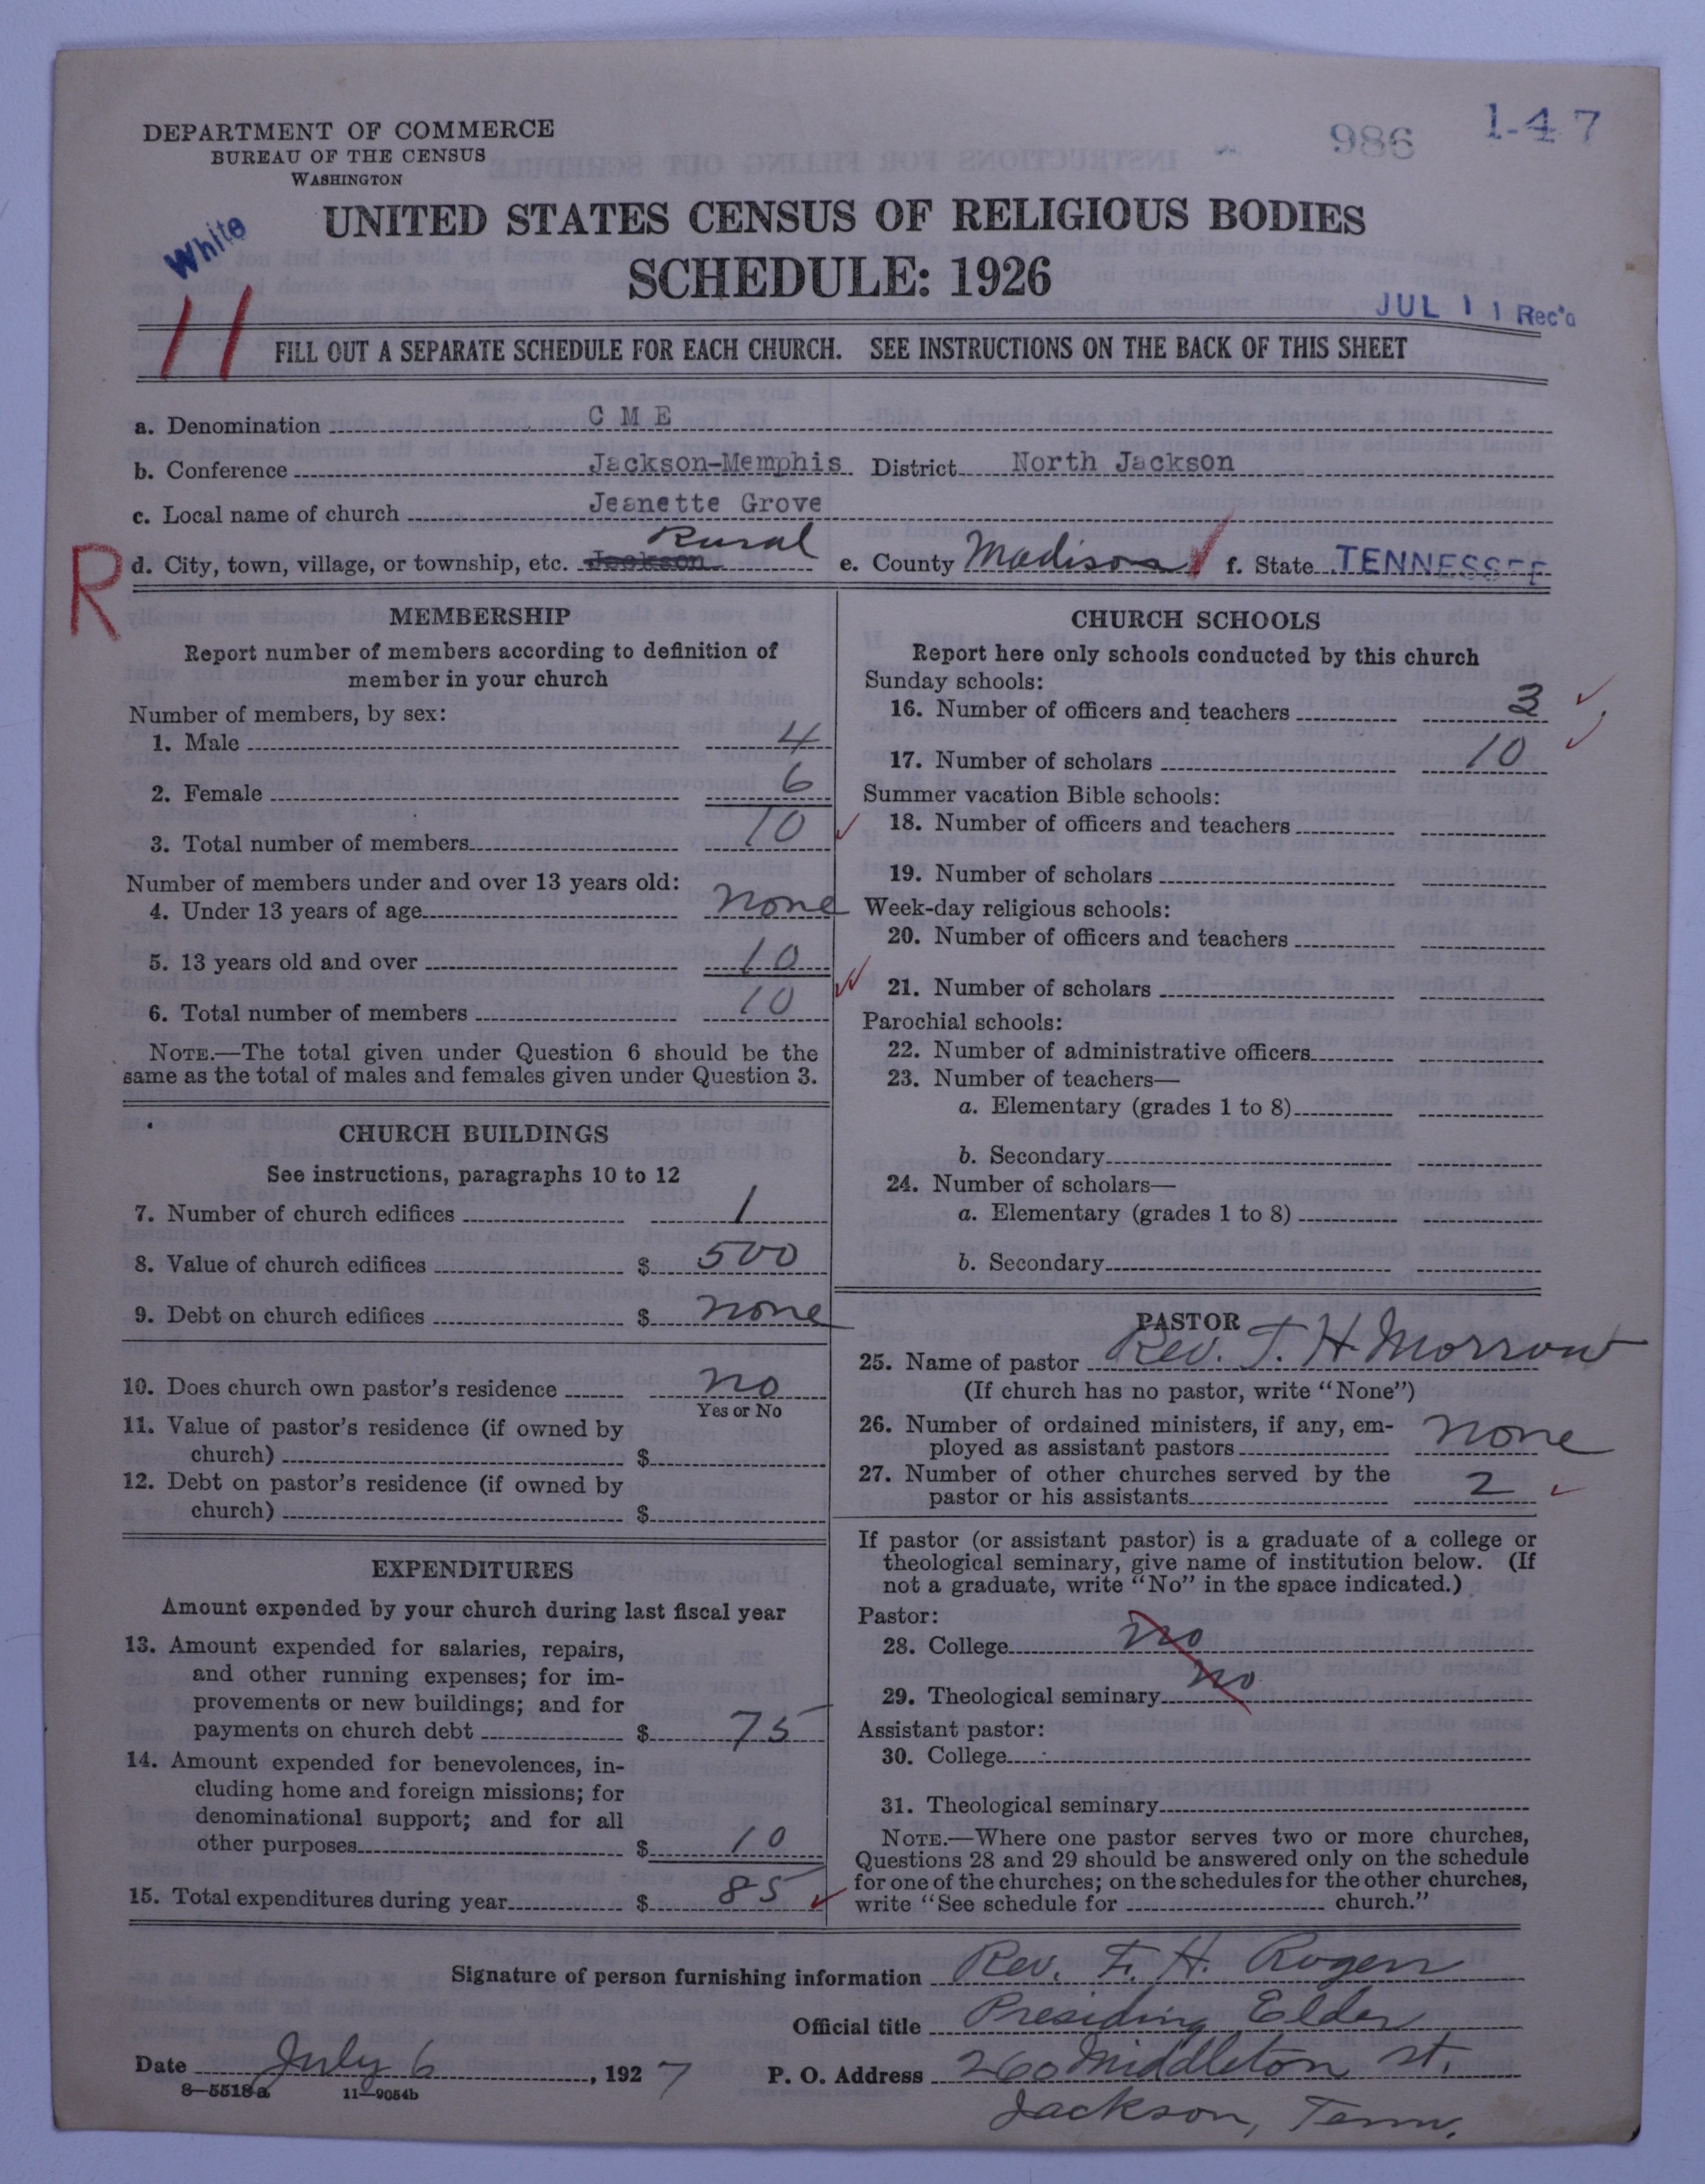 DEPARTMENT OF COMMERCE
BUREAU OF THE CENSUS
WASHINGTON
986
1-47
White
UNITED STATES CENSUS OF RELIGIOUS BODIES
SCHEDULE: 1926
JUL 11 Rec'd
11
FILL OUT A SEPARATE SCHEDULE FOR EACH CHURCH. SEE INSTRUCTIONS ON THE BACK OF THIS SHEET
a. Denomination C M E
b. Conference Jackson-Memphis District North Jackson
c. Local name of church Jeanette Grove
R
d. City, town, village, or township, etc. Jackson Rural e. County Madison f. State TENNESSEE
MEMBERSHIP
Report number of members according to definition of
member in your church
Number of members, by sex:
1. Male 4
2. Female 6
3. Total number of members 10
Number of members under and over 13 years old:
4. Under 13 years of age none
5. 13 years old and over 10
6. Total number of members 10
NOTE.—The total given under Question 6 should be the
same as the total of males and females given under Question 3.
CHURCH BUILDINGS
See instructions, paragraphs 10 to 12
7. Number of church edifices 1
8. Value of church edifices $ 500
9. Debt on church edifices $ none
10. Does church own pastor's residence no
Yes or No
11. Value of pastor's residence (if owned by
church) $
12. Debt on pastor's residence (if owned by
church) $
EXPENDITURES
Amount expended by your church during last fiscal year
13. Amount expended for salaries, repairs,
and other running expenses; for im-
provements or new buildings; and for
payments on church debt $ 75
14. Amount expended for benevolences, in-
cluding home and foreign missions; for
denominational support; and for all
other purposes $ 10
15. Total expenditures during year $ 85
CHURCH SCHOOLS
Report here only schools conducted by this church
Sunday schools:
16. Number of officers and teachers 3
17. Number of scholars 10
Summer vacation Bible schools:
18. Number of officers and teachers
19. Number of scholars
Week-day religious schools:
20. Number of officers and teachers
21. Number of scholars
Parochial schools:
22. Number of administrative officers
23. Number of teachers—
a. Elementary (grades 1 to 8)
b. Secondary
24. Number of scholars—
a. Elementary (grades 1 to 8)
b. Secondary
PASTOR
25. Name of pastor Rev. T. H. Morrow
(If church has no pastor, write "None")
26. Number of ordained ministers, if any, em-
ployed as assistant pastors none
27. Number of other churches served by the
pastor or his assistants 2
If pastor (or assistant pastor) is a graduate of a college or
theological seminary, give name of institution below. (If
not a graduate, write "No" in the space indicated.)
Pastor:
28. College no
29. Theological seminary no
Assistant pastor:
30. College
31. Theological seminary
NOTE.—Where one pastor serves two or more churches,
Questions 28 and 29 should be answered only on the schedule
for one of the churches; on the schedules for the other churches,
write "See schedule for church."
Signature of person furnishing information Rev. F. H. Rogers
Official title Presiding Elder
Date July 6, 1927 P. O. Address 260 Middleton st.
8-5518a 11-9054b
Jackson, Tenn.